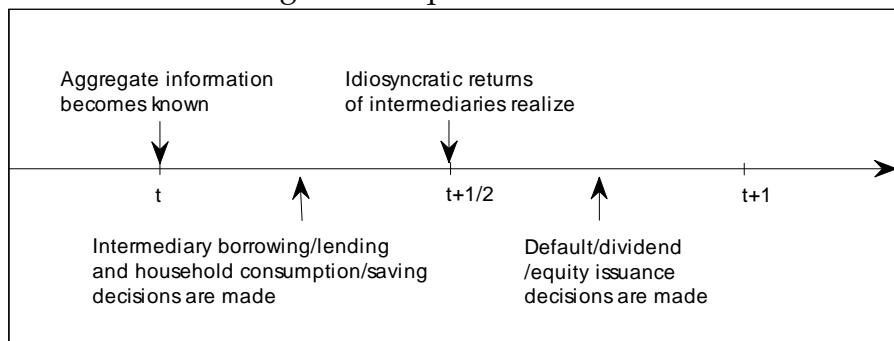 Aggregate information
becomes known
Idiosyncratic returns
of intermediaries realize
t
t+1/2
t+1
Intermediary borrowing/lending
and household consumption/saving
decisions are made
Default/dividend
/equity issuance
decisions are made